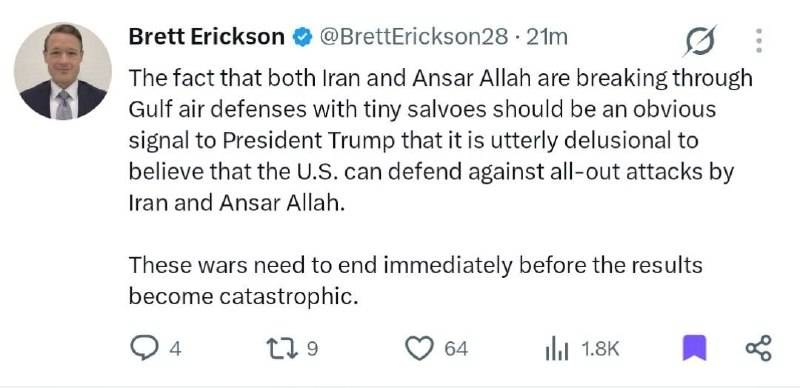 Brett Erickson @BrettErickson28 · 21m
The fact that both Iran and Ansar Allah are breaking through
Gulf air defenses with tiny salvoes should be an obvious
signal to President Trump that it is utterly delusional to
believe that the U.S. can defend against all-out attacks by
Iran and Ansar Allah.
These wars need to end immediately before the results
become catastrophic.
4 9 64 1.8K